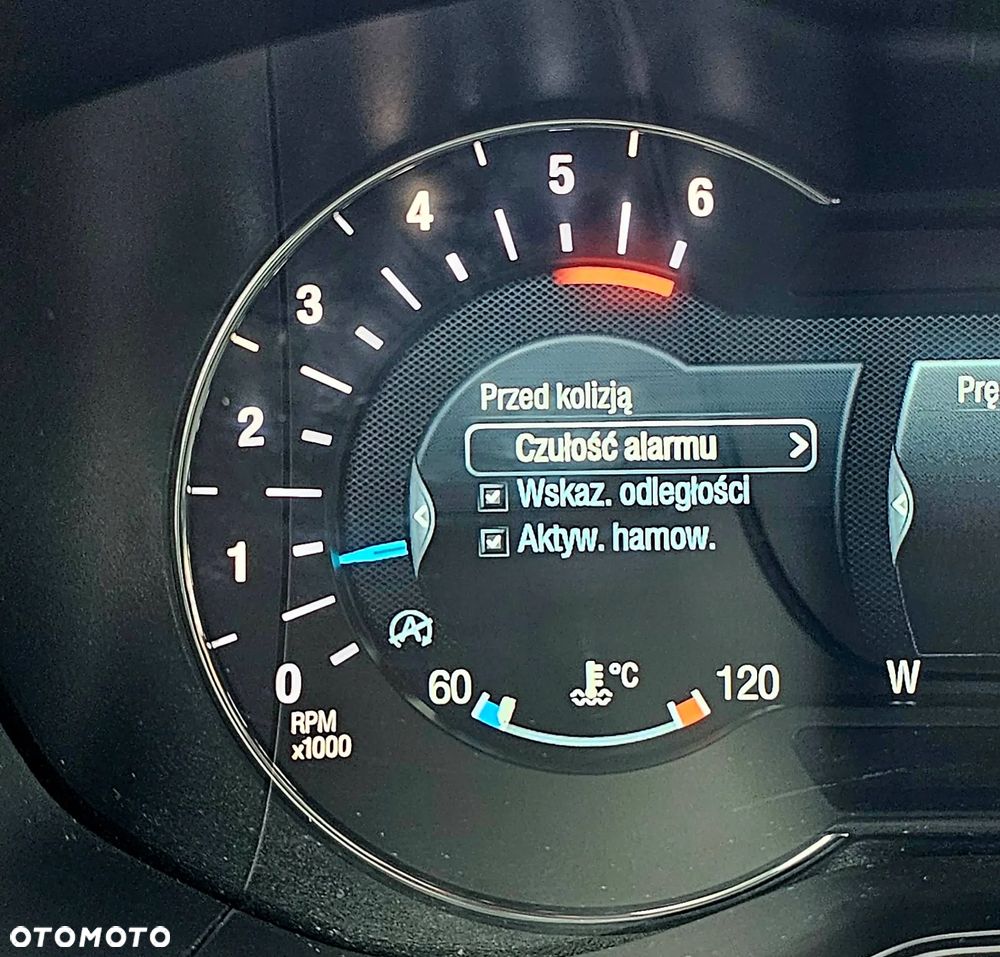 6
5
4
3
2
1
0
RPM
x1000
Przed kolizją
Czułość alarmu
Wskaz. odległości
Aktyw. hamow.
60
°C
120
W
A
OTOMOTO